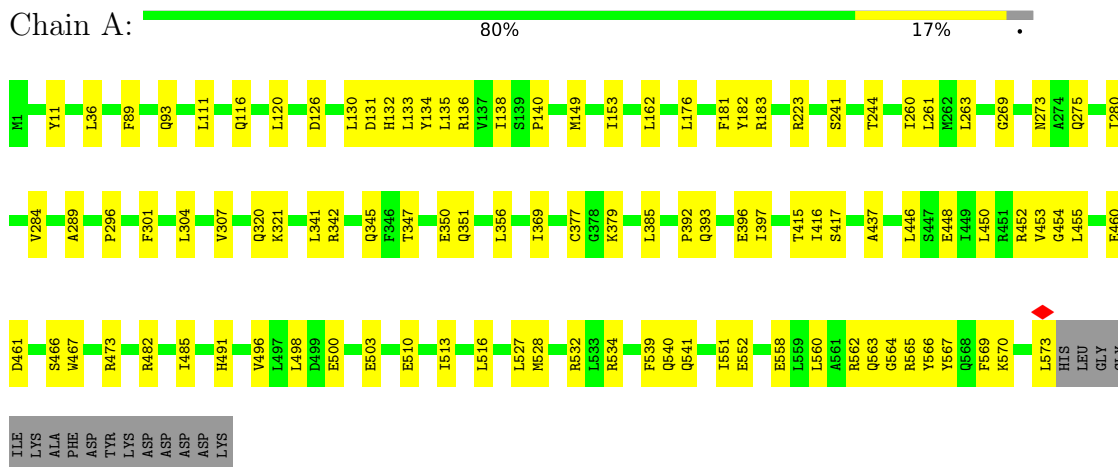 Chain A:
80% 17% •
M1 Y11 L36 F89 Q93 L111 Q116 L120 D126 L130 D131 H132 L133 Y134 L135 R136 V137 I138 S139 P140 M149 I153 L162 L176 F181 Y182 R183 R223 S241 T244 I260 L261 M262 L263 G269 N273 A274 Q275 I280
V284 A289 P296 F301 L304 V307 Q320 K321 L341 R342 Q345 F346 T347 E350 Q351 L356 I369 C377 G378 K379 L385 P392 Q393 E396 I397 T415 I416 S417 A437 L446 S447 E448 I449 L450 R451 R452 V453 G454 L455 E460
D461 S466 W467 R473 R482 I485 H491 V496 L497 L498 D499 E500 E503 E510 I513 L516 L527 M528 R532 L533 R534 F539 Q540 Q541 I551 E552 E558 L559 L560 A561 R562 Q563 G564 R565 Y566 Y567 Q568 F569 K570 L573 HIS LEU GLY
ILE LYS ALA PHE ASP TYR LYS ASP ASP ASP ASP LYS